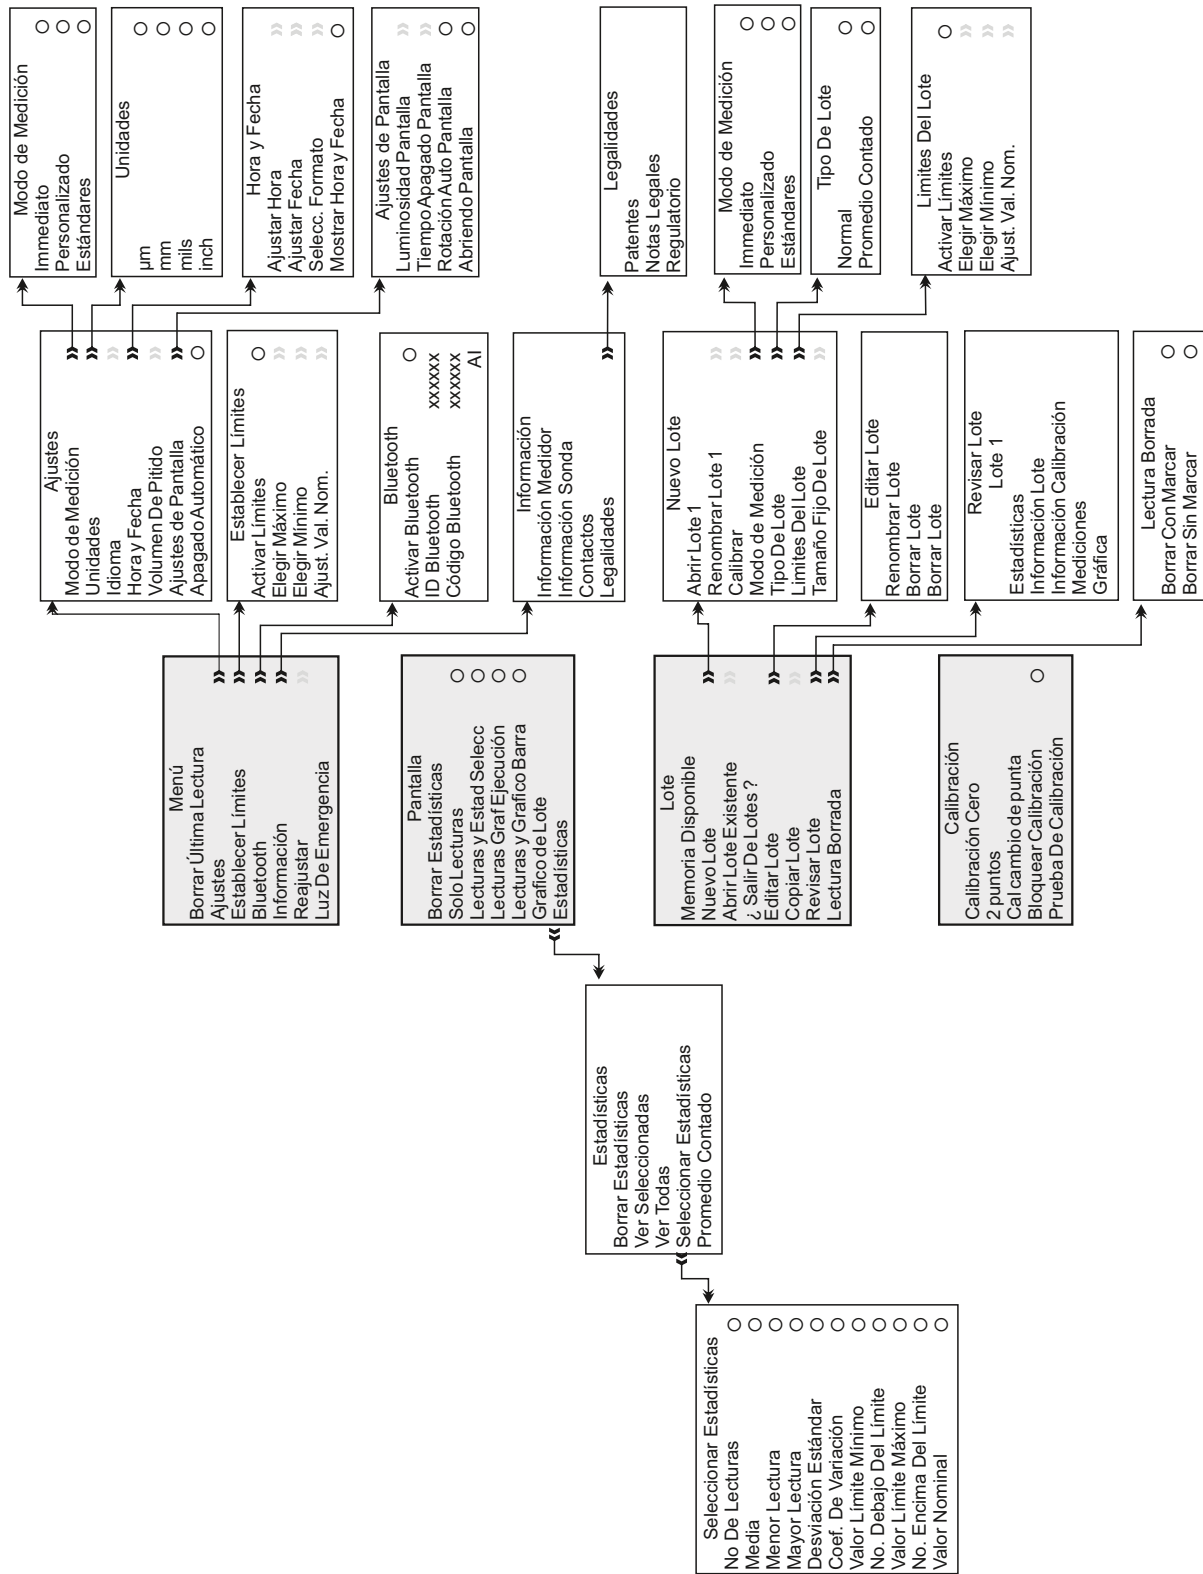 Menú
Borrar Última Lectura
Ajustes
Establecer Límites
Bluetooth
Información
Reajustar
Luz De Emergencia
Ajustes
Modo de Medición
Unidades
Idioma
Hora y Fecha
Volumen De Pitido
Ajustes de Pantalla
Apagado Automático
Modo de Medición
Immediato
Personalizado
Estándares
Unidades
µm
mm
mils
inch
Hora y Fecha
Ajustar Hora
Ajustar Fecha
Selecc. Formato
Mostrar Hora y Fecha
Ajustes de Pantalla
Luminosidad Pantalla
Tiempo Apagado Pantalla
Rotación Auto Pantalla
Abriendo Pantalla
Establecer Límites
Activar Límites
Elegir Máximo
Elegir Mínimo
Ajust. Val. Nom.
Bluetooth
Activar Bluetooth
ID Bluetooth xxxxxx
Código Bluetooth xxxxxx
AI
Información
Información Medidor
Información Sonda
Contactos
Legalidades
Legalidades
Patentes
Notas Legales
Regulatorio
Pantalla
Borrar Estadísticas
Solo Lecturas
Lecturas y Estad Selecc
Lecturas Graf Ejecución
Lecturas y Grafico Barra
Grafico de Lote
Estadísticas
Estadísticas
Borrar Estadísticas
Ver Seleccionadas
Ver Todas
Seleccionar Estadísticas
Promedio Contado
Seleccionar Estadísticas
No De Lecturas
Media
Menor Lectura
Mayor Lectura
Desviación Estándar
Coef. De Variación
Valor Límite Mínimo
No. Debajo Del Límite
Valor Límite Máximo
No. Encima Del Límite
Valor Nominal
Lote
Memoria Disponible
Nuevo Lote
Abrir Lote Existente
¿ Salir De Lotes ?
Editar Lote
Copiar Lote
Revisar Lote
Lectura Borrada
Nuevo Lote
Abrir Lote 1
Renombrar Lote 1
Calibrar
Modo de Medición
Tipo De Lote
Limites Del Lote
Tamaño Fijo De Lote
Modo de Medición
Immediato
Personalizado
Estándares
Tipo De Lote
Normal
Promedio Contado
Limites Del Lote
Activar Límites
Elegir Máximo
Elegir Mínimo
Ajust. Val. Nom.
Editar Lote
Renombrar Lote
Borrar Lote
Borrar Lote
Revisar Lote
Lote 1
Estadísticas
Información Lote
Información Calibración
Mediciones
Gráfica
Lectura Borrada
Borrar Con Marcar
Borrar Sin Marcar
Calibración
Calibración Cero
2 puntos
Cal cambio de punta
Bloquear Calibración
Prueba De Calibración